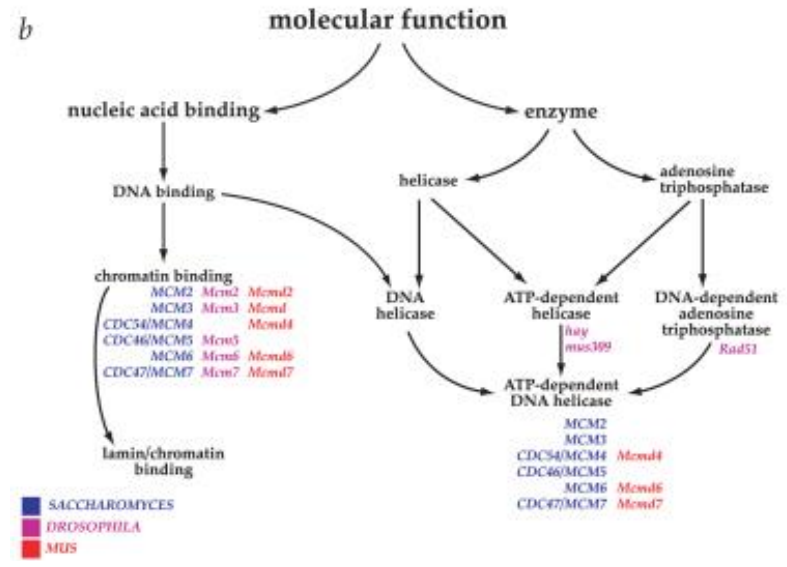 b
molecular function
nucleic acid binding
enzyme
DNA binding
helicase
adenosine
triphosphatase
chromatin binding
MCM2 Mcm2 Mcmd2
MCM3 Mcm3 Mcmd
CDC54/MCM4 Mcmd4
CDC46/MCM5 Mcm5
MCM6 Mcm6 Mcmd6
CDC47/MCM7 Mcm7 Mcmd7
DNA
helicase
ATP-dependent
helicase
hay
mus309
DNA-dependent
adenosine
triphosphatase
Rad51
ATP-dependent
DNA helicase
MCM2
MCM3
CDC54/MCM4 Mcmd4
CDC46/MCM5
MCM6 Mcmd6
CDC47/MCM7 Mcmd7
lamin/chromatin
binding
SACCHAROMYCES
DROSOPHILA
MUS